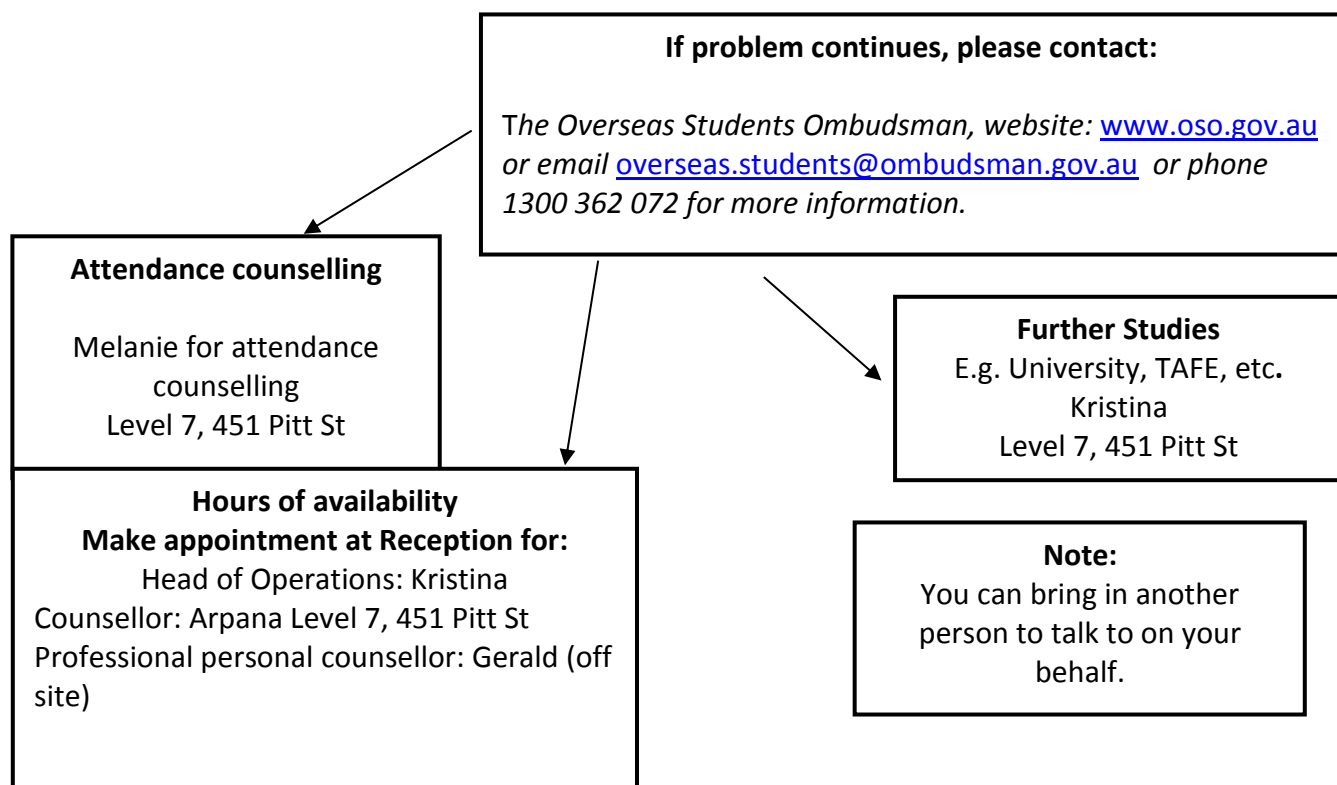 If problem continues, please contact:
The Overseas Students Ombudsman, website: www.oso.gov.au
or email overseas.students@ombudsman.gov.au or phone
1300 362 072 for more information.
Attendance counselling
Melanie for attendance
counselling
Level 7, 451 Pitt St
Further Studies
E.g. University, TAFE, etc.
Kristina
Level 7, 451 Pitt St
Hours of availability
Make appointment at Reception for:
Head of Operations: Kristina
Counsellor: Arpana Level 7, 451 Pitt St
Professional personal counsellor: Gerald (off
site)
Note:
You can bring in another
person to talk to on your
behalf.